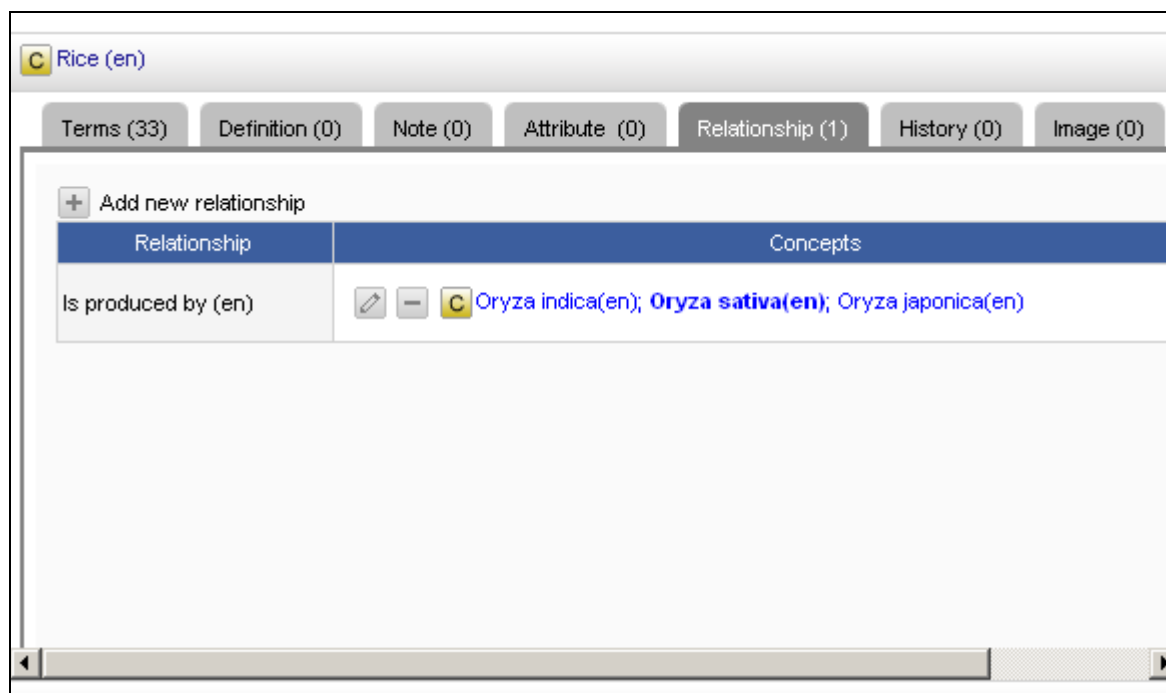 C Rice (en)
Terms (33) Definition (0) Note (0) Attribute (0) Relationship (1) History (0) Image (0)
+ Add new relationship
Relationship Concepts
Is produced by (en) C Oryza indica(en); Oryza sativa(en); Oryza japonica(en)